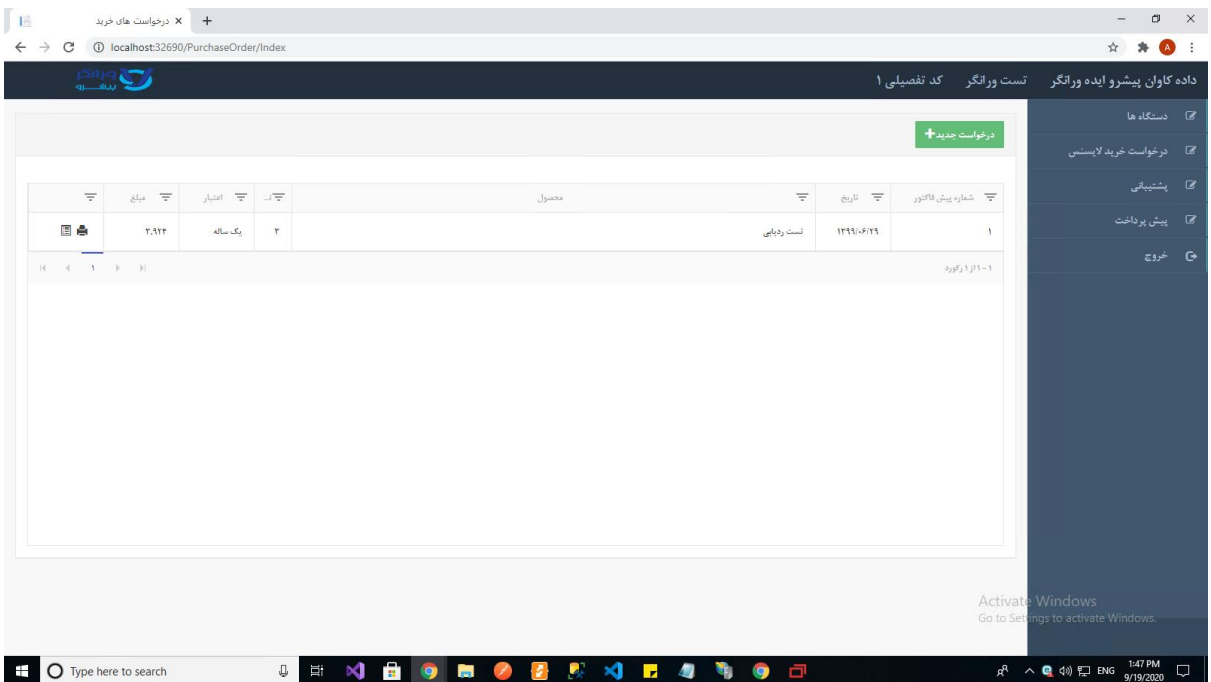 درخواست های خرید
localhost:32690/PurchaseOrder/Index
داده کاوان پیشرو ایده ورانگر
تست ورانگر
کد تفصیلی ۱
ورانگر
پیشرو
دستگاه ها
درخواست خرید لایسنس
پشتیبانی
پیش پرداخت
خروج
درخواست جدید
شماره پیش فاکتور
تاریخ
محصول
ت...
اعتبار
مبلغ
۱
۱۳۹۹/۰۶/۲۹
تست ردیابی
۲
یک ساله
۳,۹۲۴
۱ - ۱ از ۱ رکورد
۱
Activate Windows
Go to Settings to activate Windows.
Type here to search
ENG
1:47 PM
9/19/2020